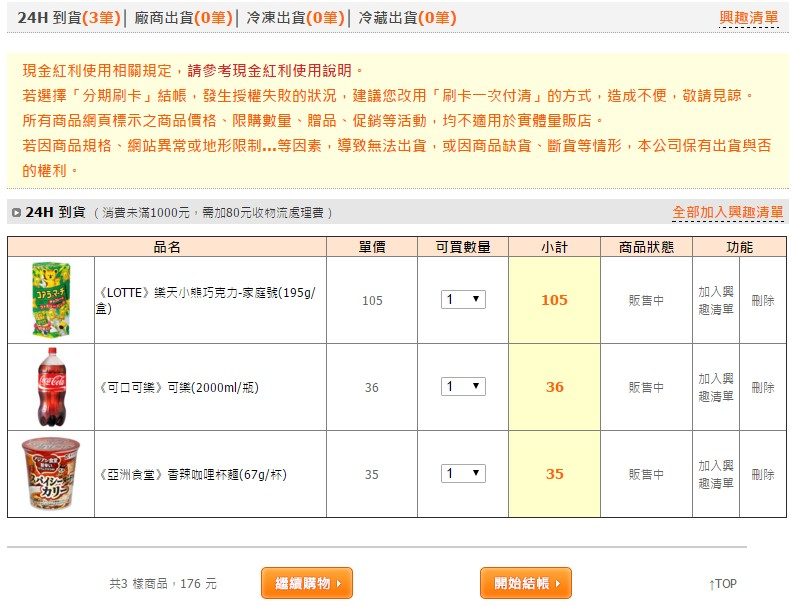 24H 到貨(3筆)│ 廠商出貨(0筆)│ 冷凍出貨(0筆)│ 冷藏出貨(0筆) 興趣清單
現金紅利使用相關規定，請參考現金紅利使用說明。
若選擇「分期刷卡」結帳，發生授權失敗的狀況，建議您改用「刷卡一次付清」的方式，造成不便，敬請見諒。
所有商品網頁標示之商品價格、限購數量、贈品、促銷等活動，均不適用於實體量販店。
若因商品規格、網站異常或地形限制...等因素，導致無法出貨，或因商品缺貨、斷貨等情形，本公司保有出貨與否
的權利。
24H 到貨 （消費未滿1000元，需加80元收物流處理費） 全部加入興趣清單
品名 單價 可買數量 小計 商品狀態 功能
《LOTTE》樂天小熊巧克力-家庭號(195g/
盒) 105 1 105 販售中 加入興
趣清單 刪除
コアラのマーチ
《可口可樂》可樂(2000ml/瓶) 36 1 36 販售中 加入興
趣清單 刪除
Coca-Cola
《亞洲食堂》香辣咖哩杯麵(67g/杯) 35 1 35 販售中 加入興
趣清單 刪除
カリー
共3 樣商品，176 元 繼續購物 開始結帳 ↑TOP